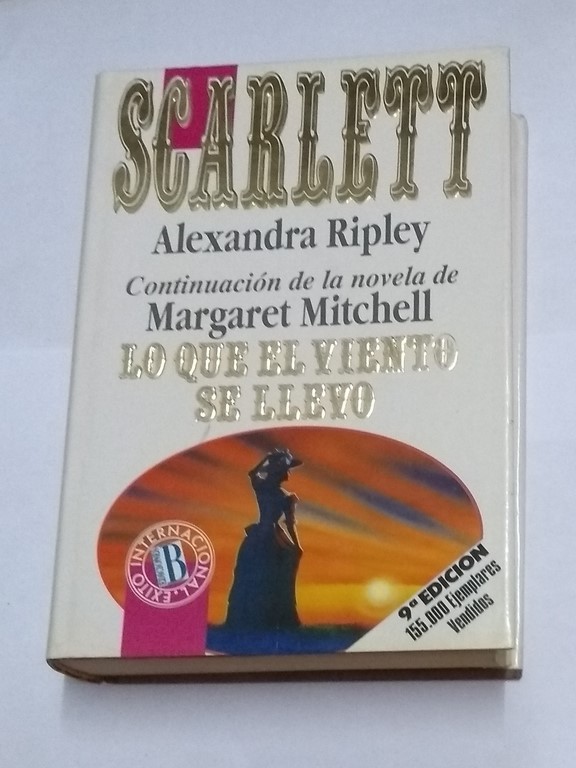 SCARLETT
Alexandra Ripley
Continuación de la novela de
Margaret Mitchell
LO QUE EL VIENTO
SE LLEVO
EXITO INTERNACIONAL
B
9ª EDICION
155.000 Ejemplares
Vendidos